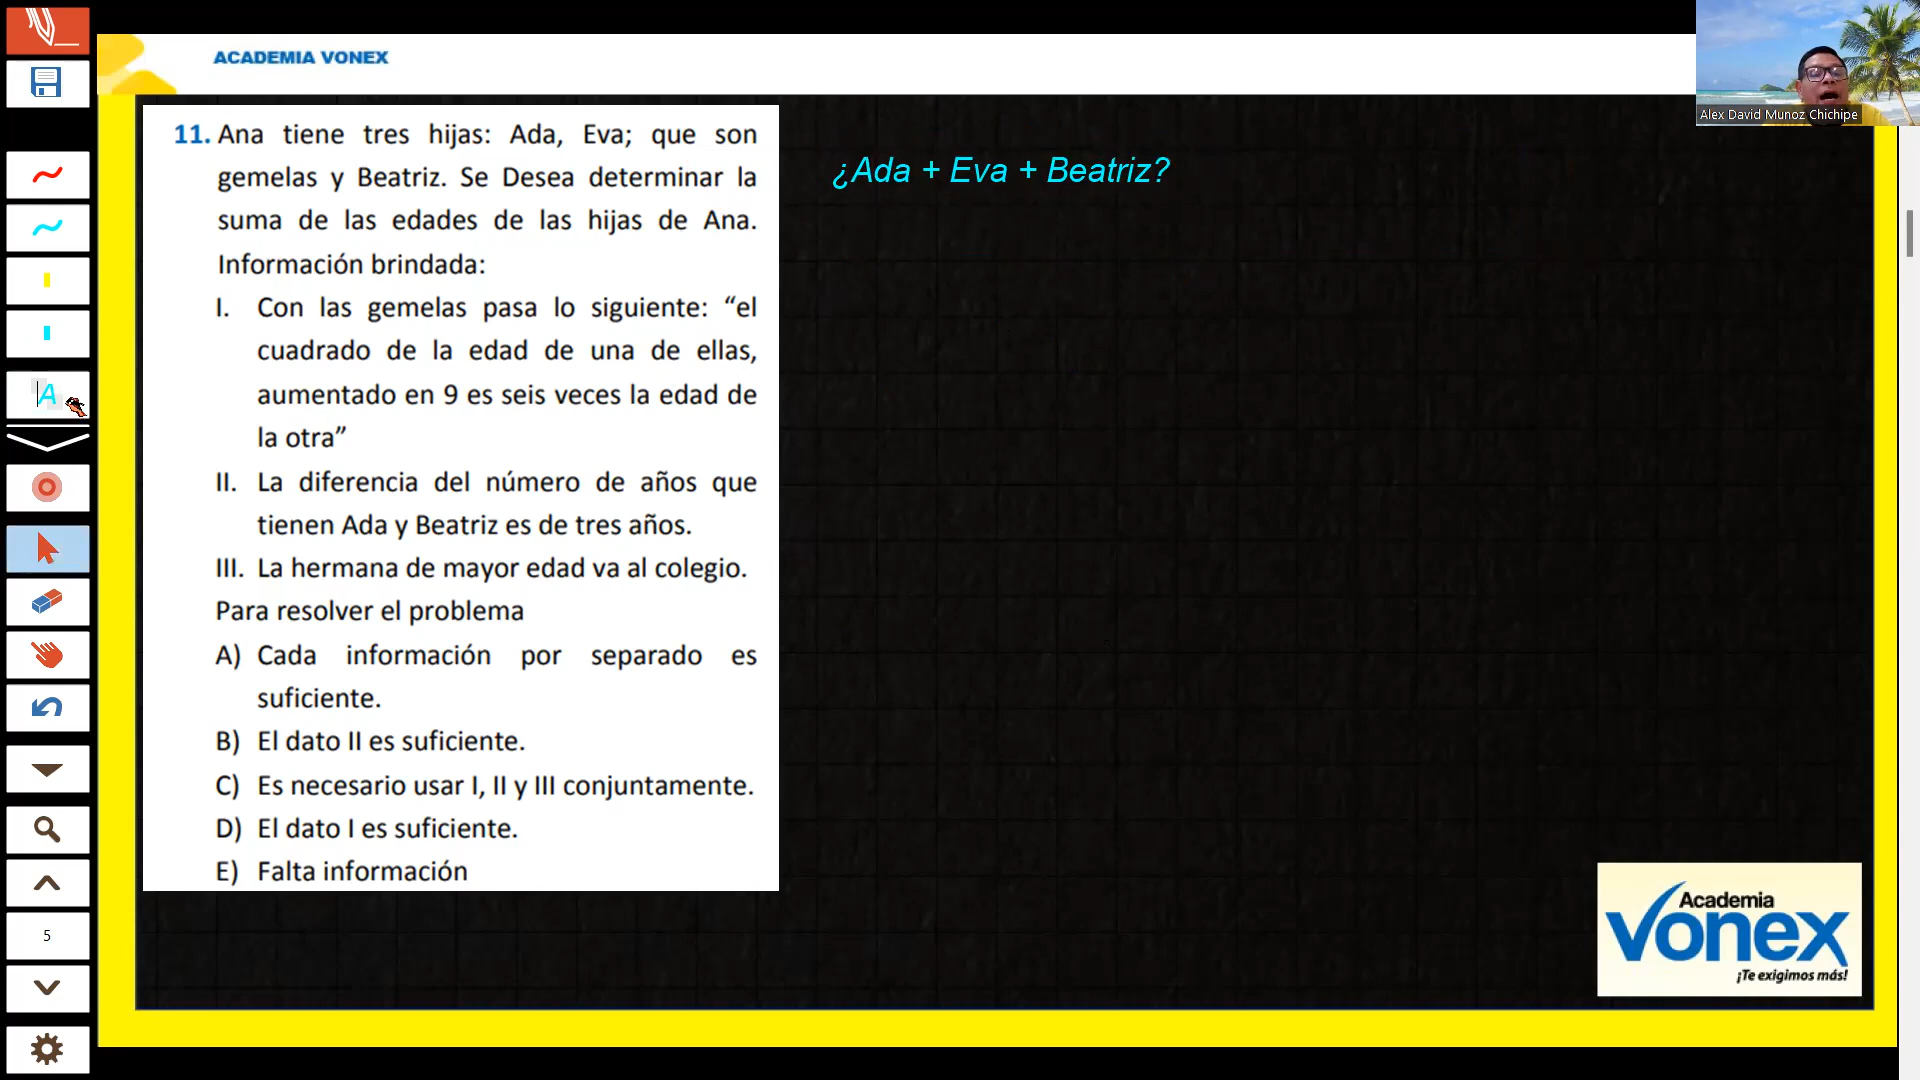 ACADEMIA VONEX
Alex David Munoz Chichipe
11. Ana tiene tres hijas: Ada, Eva; que son
gemelas y Beatriz. Se Desea determinar la
suma de las edades de las hijas de Ana.
Información brindada:
I. Con las gemelas pasa lo siguiente: “el
cuadrado de la edad de una de ellas,
aumentado en 9 es seis veces la edad de
la otra”
II. La diferencia del número de años que
tienen Ada y Beatriz es de tres años.
III. La hermana de mayor edad va al colegio.
Para resolver el problema
A) Cada información por separado es
suficiente.
B) El dato II es suficiente.
C) Es necesario usar I, II y III conjuntamente.
D) El dato I es suficiente.
E) Falta información
¿Ada + Eva + Beatriz?
A
5
Academia
Vonex
¡Te exigimos más!